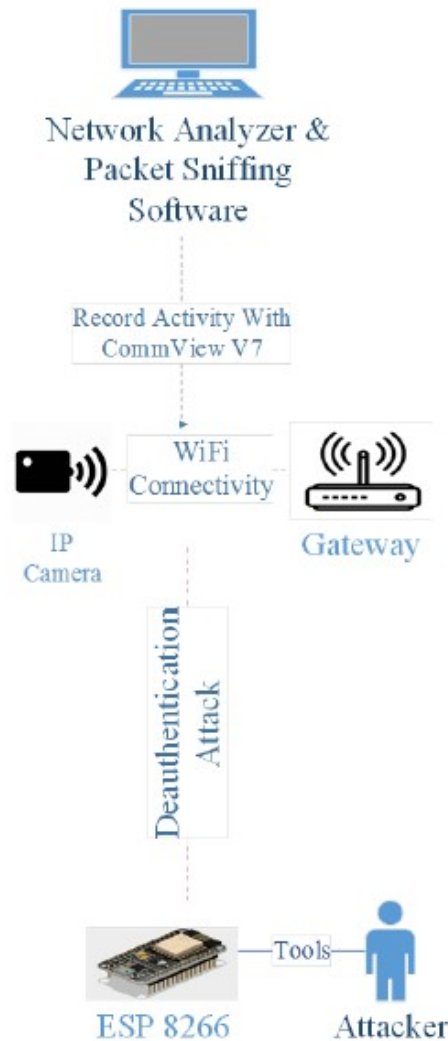 Network Analyzer &
Packet Sniffing
Software
Record Activity With
CommView V7
WiFi
Connectivity
IP
Camera
Gateway
Deauthentication
Attack
ESP 8266
Tools
Attacker